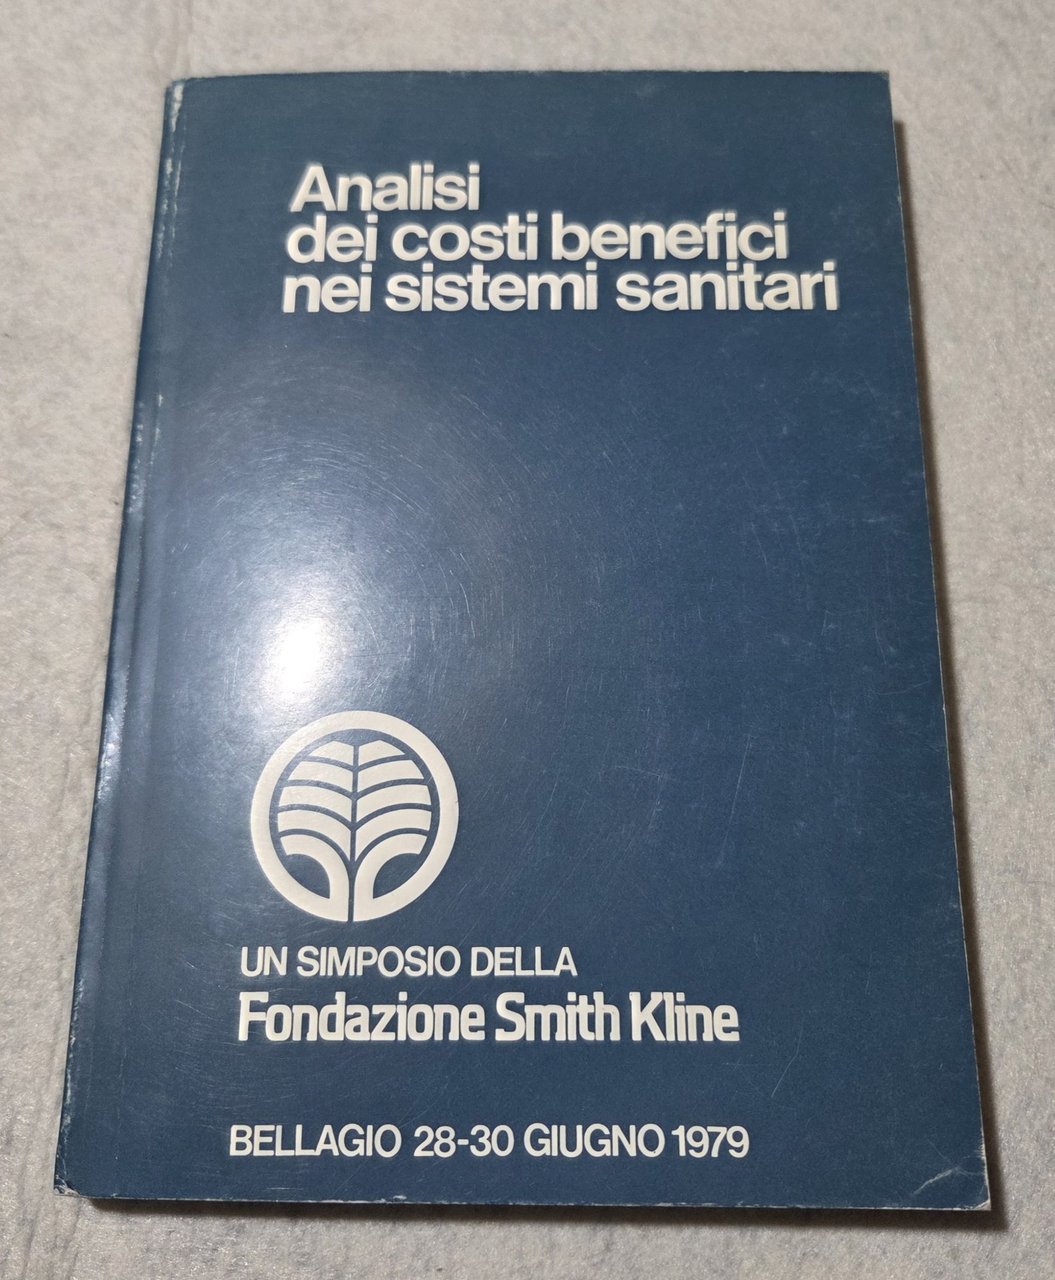 Analisi
dei costi benefici
nei sistemi sanitari
UN SIMPOSIO DELLA
Fondazione Smith Kline
BELLAGIO 28-30 GIUGNO 1979